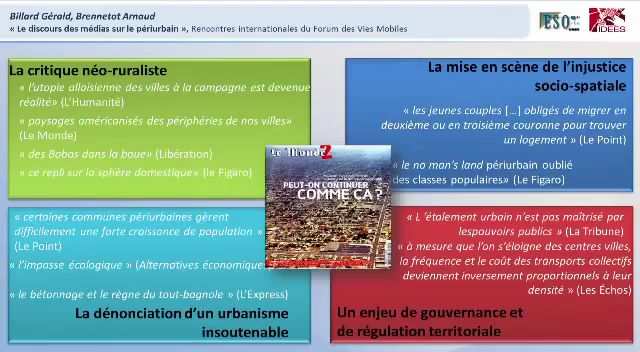 Billard Gérald, Brennetot Arnaud
« Le discours des médias sur le périurbain », Rencontres Internationales du Forum des Vies Mobiles
ESO
IDEES
La critique néo-ruraliste
« l'utopie allaisienne des villes à la campagne est devenue
réalité» (L'Humanité)
« paysages américanisés des périphéries de nos villes»
(Le Monde)
« des Bobos dans la boue» (Libération)
« ce repli sur la sphère domestique» (le Figaro)
La mise en scène de l'injustice
socio-spatiale
« les jeunes couples […] obligés de migrer en
deuxième ou en troisième couronne pour trouver
un logement » (Le Point)
« le no man's land périurbain oublié
des classes populaires» (Le Figaro)
Le Monde 2
PEUT-ON CONTINUER
COMME ÇA ?
« certaines communes périurbaines gèrent
difficilement une forte croissance de population »
(Le Point)
« l'impasse écologique » (Alternatives économique
« le bétonnage et le règne du tout-bagnole » (L'Express)
La dénonciation d'un urbanisme
insoutenable
« L 'étalement urbain n'est pas maîtrisé par
lespouvoirs publics » (La Tribune)
« à mesure que l'on s'éloigne des centres villes,
la fréquence et le coût des transports collectifs
deviennent inversement proportionnels à leur
densité » (Les Échos)
Un enjeu de gouvernance et
de régulation territoriale